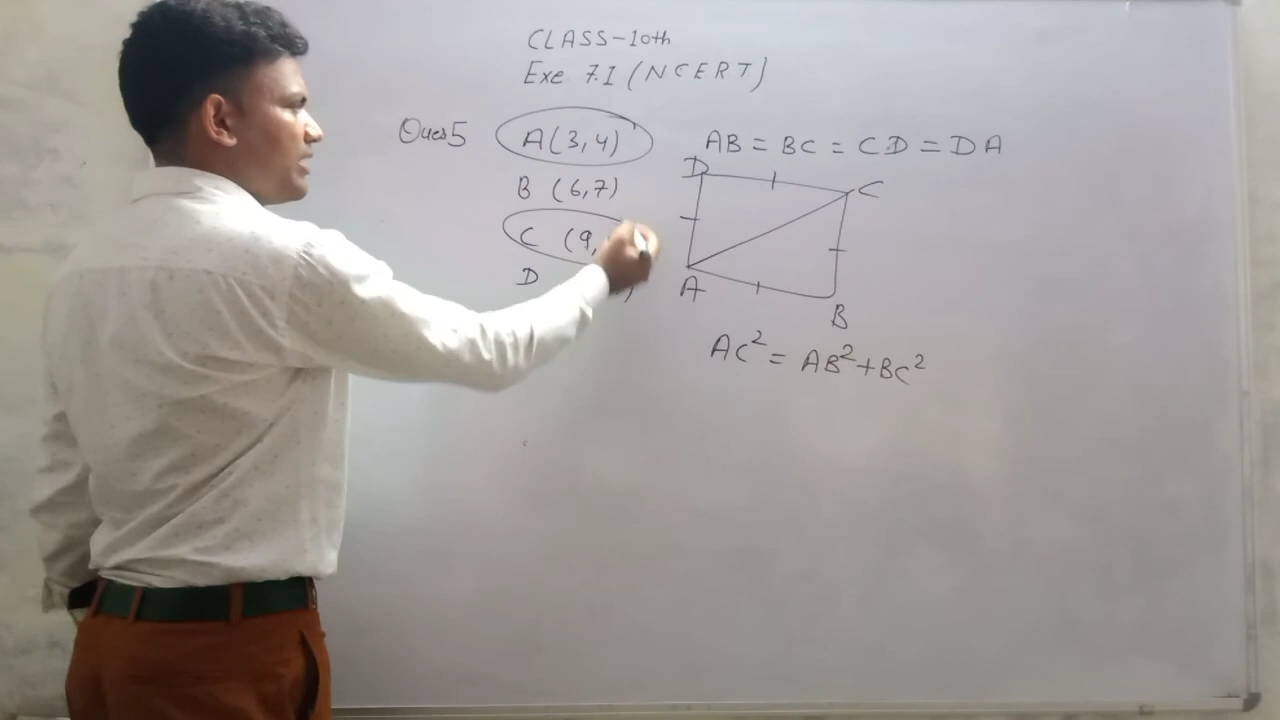 CLASS-10th
Exe 7.1 (NCERT)
Ques 5 A(3,4)
B (6,7)
C (9,
D
AB = BC = CD = DA
D C
A B
AC² = AB² + BC²